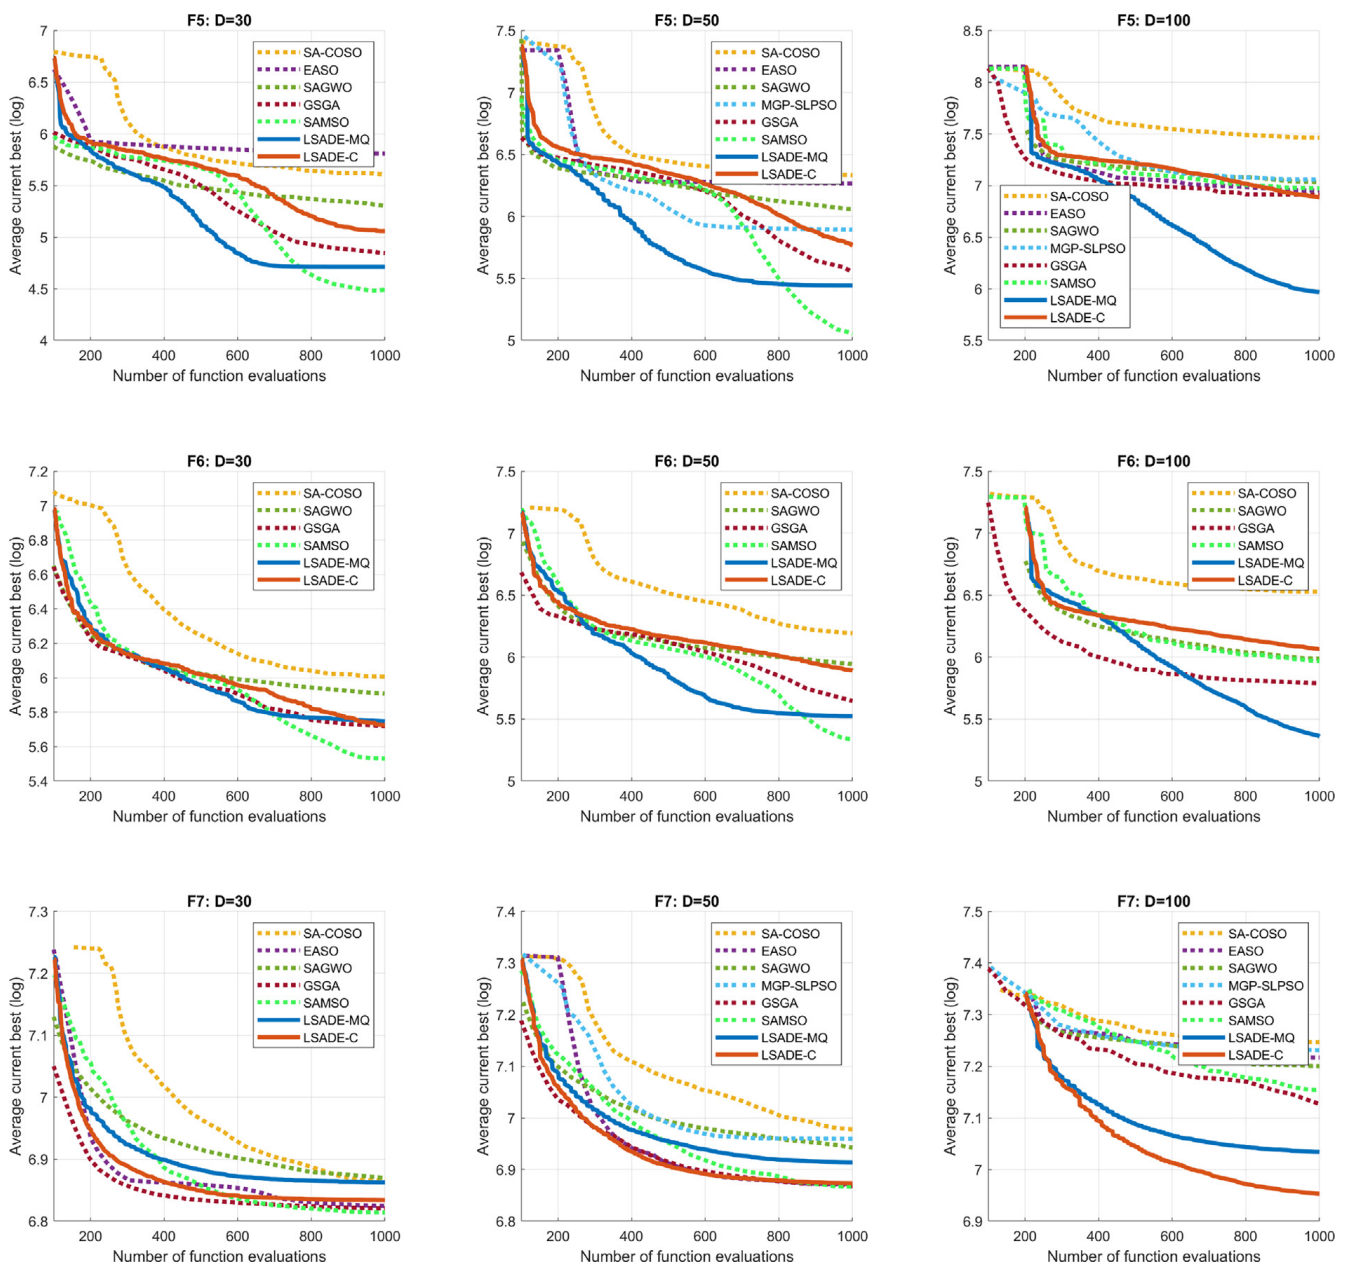 F5: D=30
7
6.5
6
5.5
5
4.5
4
Average current best (log)
SA-COSO
EASO
SAGWO
GSGA
SAMSO
LSADE-MQ
LSADE-C
200
400
600
800
1000
Number of function evaluations
F5: D=50
7.5
7
6.5
6
5.5
5
Average current best (log)
SA-COSO
EASO
SAGWO
MGP-SLPSO
GSGA
SAMSO
LSADE-MQ
LSADE-C
200
400
600
800
1000
Number of function evaluations
F5: D=100
8.5
8
7.5
7
6.5
6
5.5
Average current best (log)
SA-COSO
EASO
SAGWO
MGP-SLPSO
GSGA
SAMSO
LSADE-MQ
LSADE-C
200
400
600
800
1000
Number of function evaluations
F6: D=30
7.2
7
6.8
6.6
6.4
6.2
6
5.8
5.6
5.4
Average current best (log)
SA-COSO
SAGWO
GSGA
SAMSO
LSADE-MQ
LSADE-C
200
400
600
800
1000
Number of function evaluations
F6: D=50
7.5
7
6.5
6
5.5
5
Average current best (log)
SA-COSO
SAGWO
GSGA
SAMSO
LSADE-MQ
LSADE-C
200
400
600
800
1000
Number of function evaluations
F6: D=100
7.5
7
6.5
6
5.5
5
Average current best (log)
SA-COSO
SAGWO
GSGA
SAMSO
LSADE-MQ
LSADE-C
200
400
600
800
1000
Number of function evaluations
F7: D=30
7.3
7.2
7.1
7
6.9
6.8
Average current best (log)
SA-COSO
EASO
SAGWO
GSGA
SAMSO
LSADE-MQ
LSADE-C
200
400
600
800
1000
Number of function evaluations
F7: D=50
7.4
7.3
7.2
7.1
7
6.9
6.8
Average current best (log)
SA-COSO
EASO
SAGWO
MGP-SLPSO
GSGA
SAMSO
LSADE-MQ
LSADE-C
200
400
600
800
1000
Number of function evaluations
F7: D=100
7.5
7.4
7.3
7.2
7.1
7
6.9
Average current best (log)
SA-COSO
EASO
SAGWO
MGP-SLPSO
GSGA
SAMSO
LSADE-MQ
LSADE-C
200
400
600
800
1000
Number of function evaluations